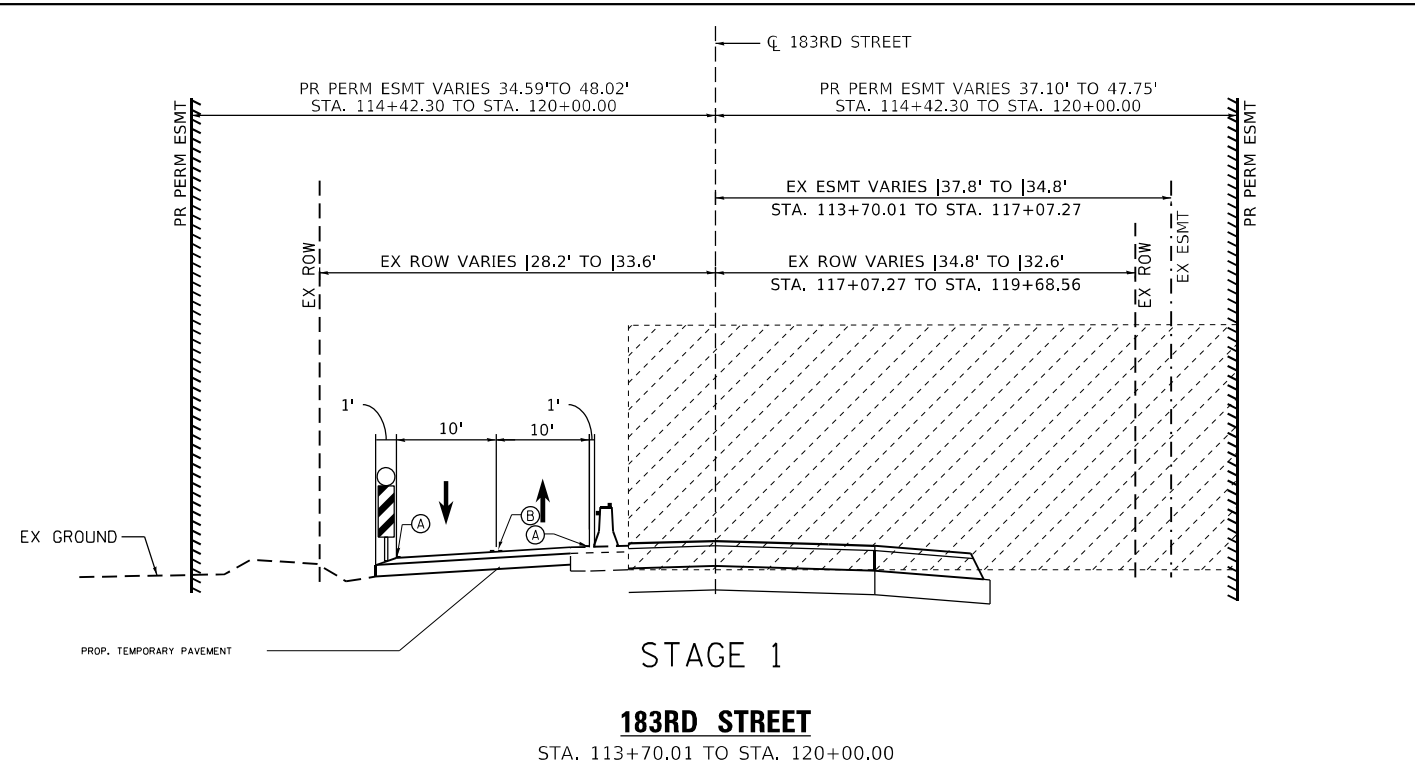 ℄ 183RD STREET
PR PERM ESMT VARIES 34.59'TO 48.02'
STA. 114+42.30 TO STA. 120+00.00
PR PERM ESMT VARIES 37.10' TO 47.75'
STA. 114+42.30 TO STA. 120+00.00
PR PERM ESMT
PR PERM ESMT
EX ESMT VARIES |37.8' TO |34.8'
STA. 113+70.01 TO STA. 117+07.27
EX ROW
EX ROW VARIES |28.2' TO |33.6'
EX ROW VARIES |34.8' TO |32.6'
STA. 117+07.27 TO STA. 119+68.56
EX ROW
EX ESMT
1'
10'
10'
1'
A
B
A
EX GROUND
PROP. TEMPORARY PAVEMENT
STAGE 1
183RD STREET
STA. 113+70.01 TO STA. 120+00.00